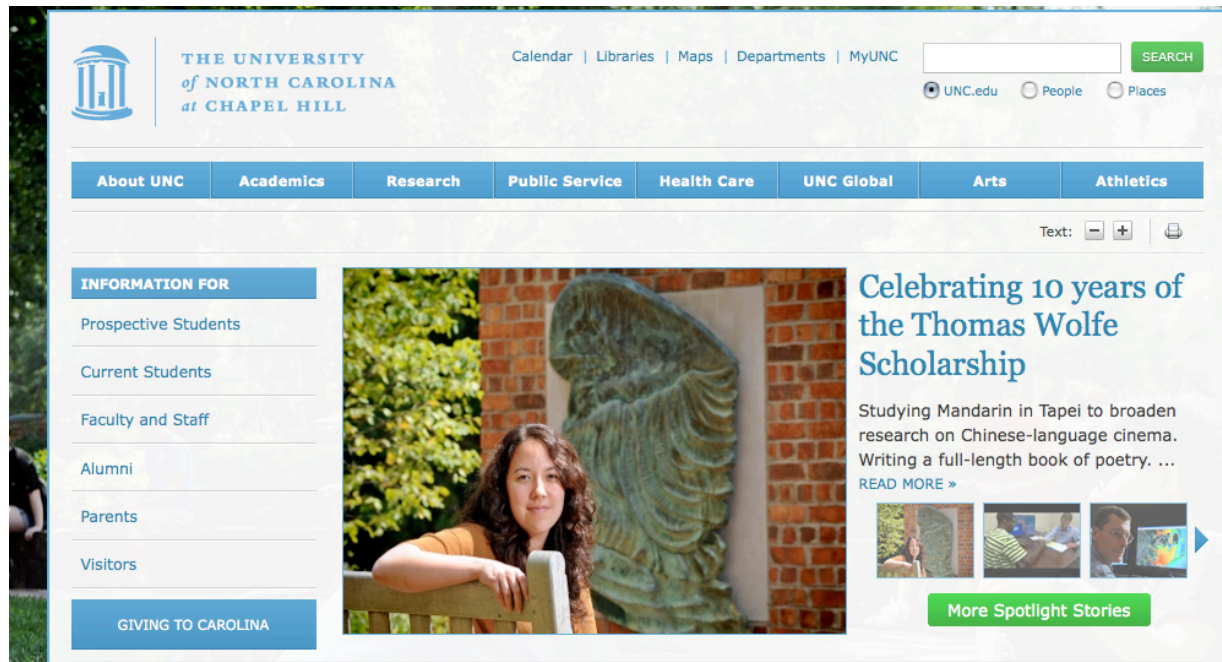 THE UNIVERSITY
of NORTH CAROLINA
at CHAPEL HILL
Calendar | Libraries | Maps | Departments | MyUNC
SEARCH
UNC.edu People Places
About UNC Academics Research Public Service Health Care UNC Global Arts Athletics
Text: - +
INFORMATION FOR
Prospective Students
Current Students
Faculty and Staff
Alumni
Parents
Visitors
GIVING TO CAROLINA
Celebrating 10 years of
the Thomas Wolfe
Scholarship
Studying Mandarin in Tapei to broaden
research on Chinese-language cinema.
Writing a full-length book of poetry. ...
READ MORE »
More Spotlight Stories